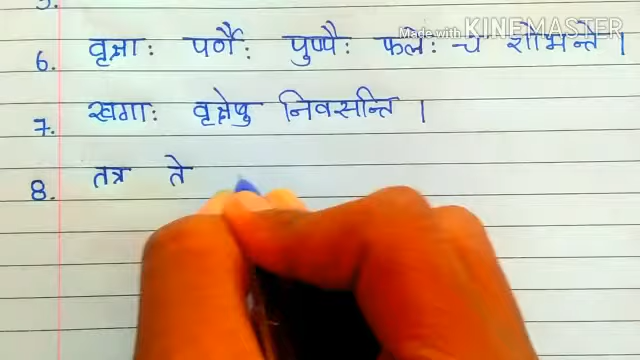 Made with KINEMASTER
6. वृक्षाः पर्णैः पुष्पैः फलैः च शोभन्ते ।
7. खगाः वृक्षेषु निवसन्ति ।
8. तत्र ते